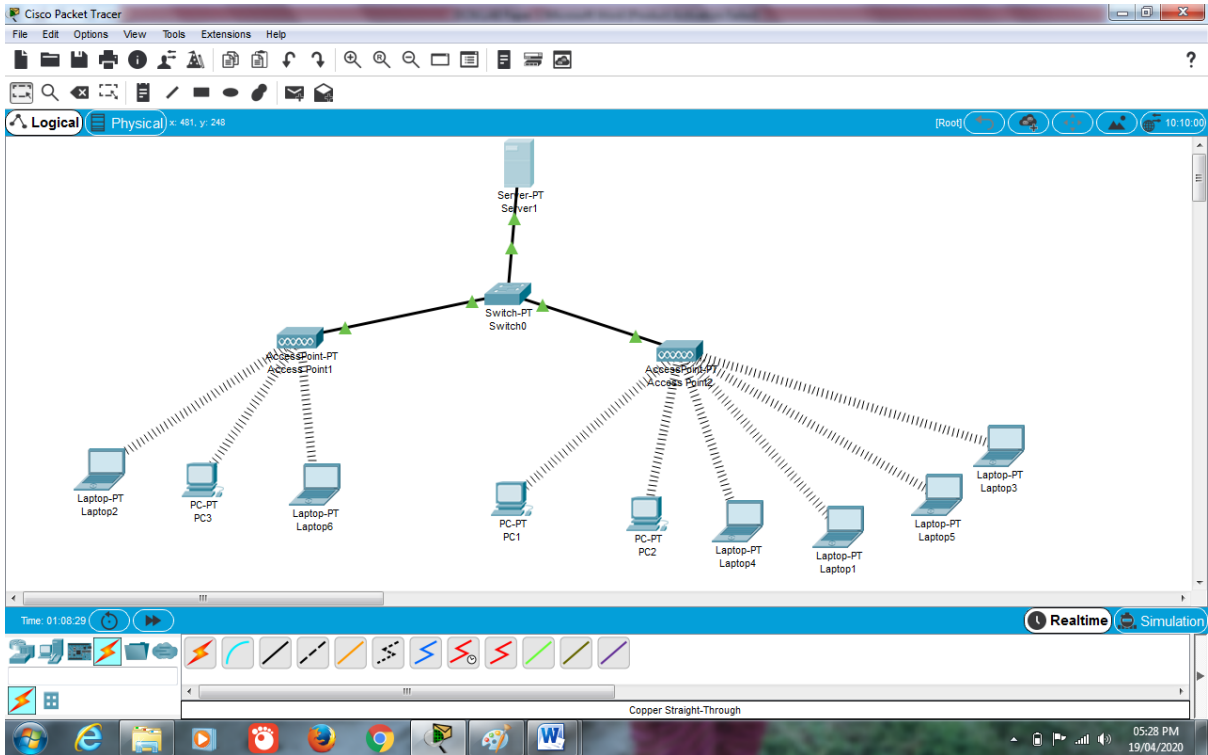 Cisco Packet Tracer
File Edit Options View Tools Extensions Help
?
Logical Physical x: 481, y: 248 [Root] 10:10:00
Server-PT
Server1
Switch-PT
Switch0
AccessPoint-PT
Access Point1
AccessPoint-PT
Access Point2
Laptop-PT
Laptop3
Laptop-PT
Laptop2
PC-PT
PC3
Laptop-PT
Laptop6
PC-PT
PC1
PC-PT
PC2
Laptop-PT
Laptop4
Laptop-PT
Laptop1
Laptop-PT
Laptop5
Time: 01:08:29 Realtime Simulation
Copper Straight-Through
05:28 PM
19/04/2020